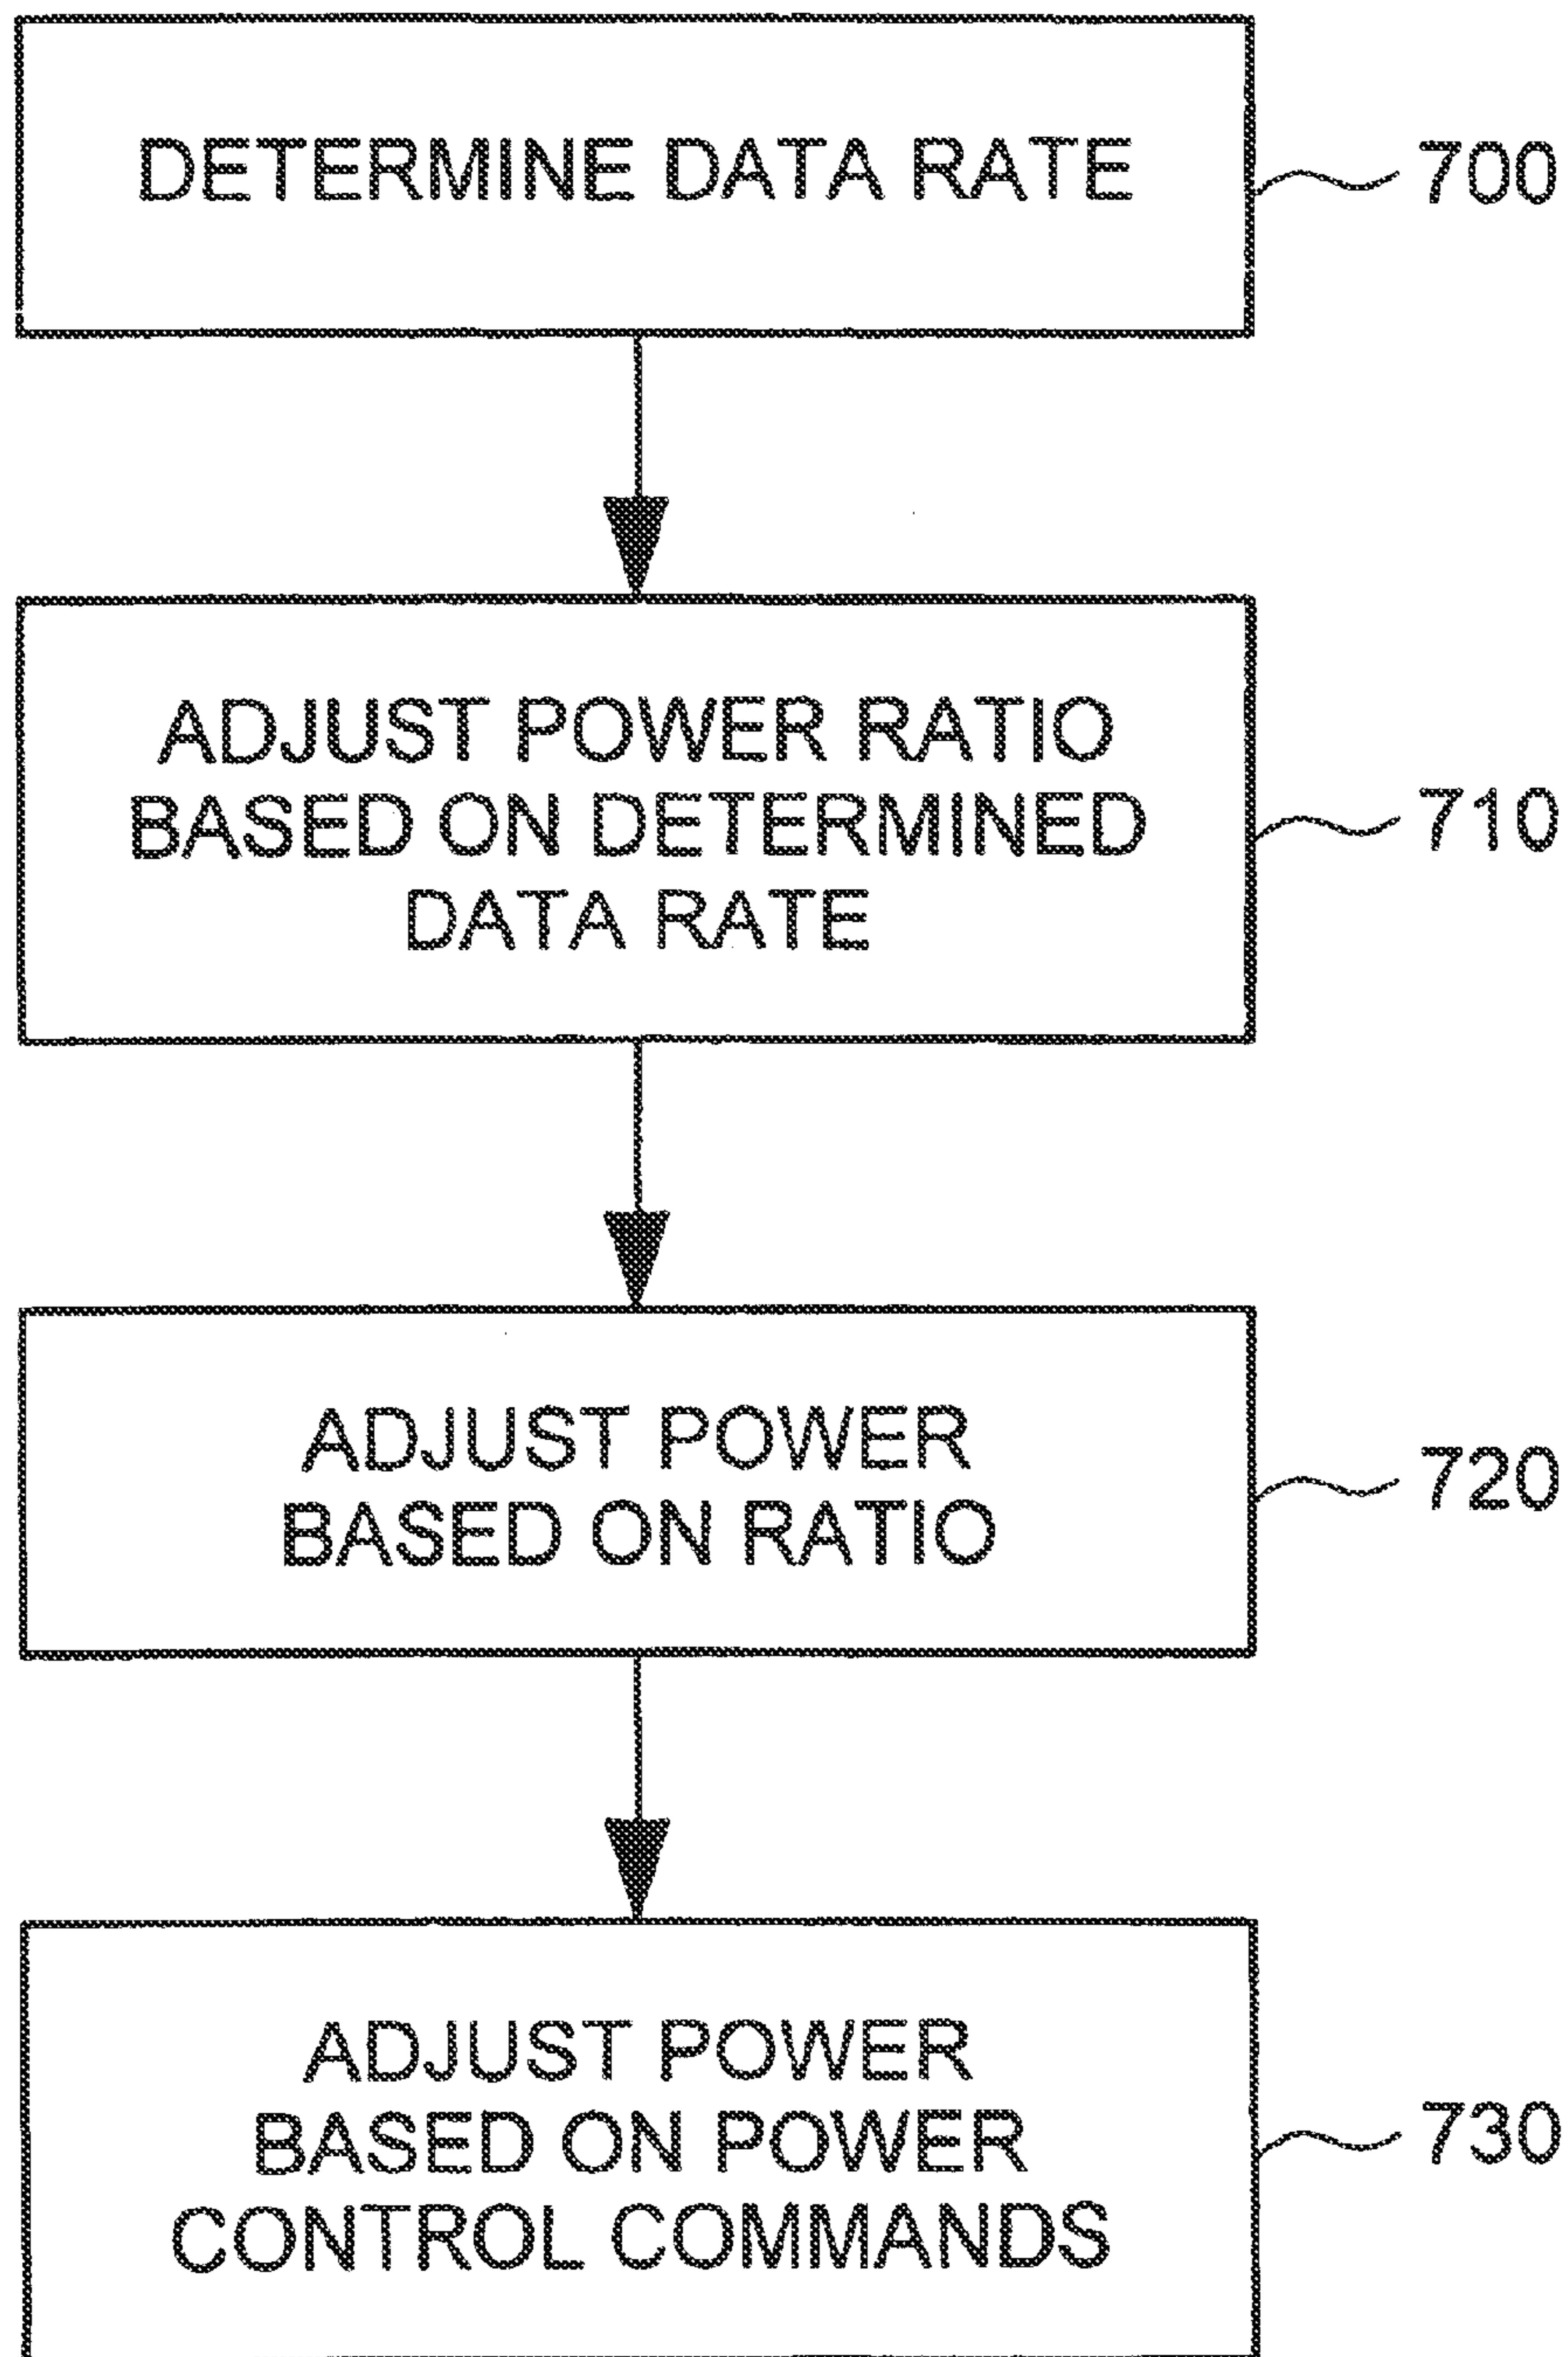 DETERMINE DATA RATE
700
ADJUST POWER RATIO
BASED ON DETERMINED
DATA RATE
710
ADJUST POWER
BASED ON RATIO
720
ADJUST POWER
BASED ON POWER
CONTROL COMMANDS
730